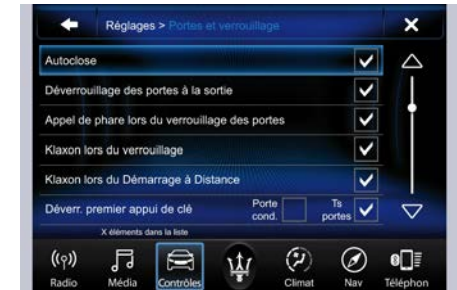 Réglages > Portes et verrouillage
Autoclose
Déverrouillage des portes à la sortie
Appel de phare lors du verrouillage des portes
Klaxon lors du verrouillage
Klaxon lors du Démarrage à Distance
Déverr. premier appui de clé Porte cond. Ts portes
X éléments dans la liste
Radio Média Contrôles Climat Nav Téléphon